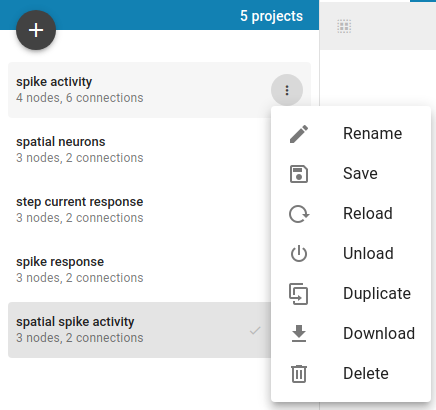 5 projects
spike activity
4 nodes, 6 connections
spatial neurons
3 nodes, 2 connections
step current response
3 nodes, 2 connections
spike response
3 nodes, 2 connections
spatial spike activity
3 nodes, 2 connections
Rename
Save
Reload
Unload
Duplicate
Download
Delete